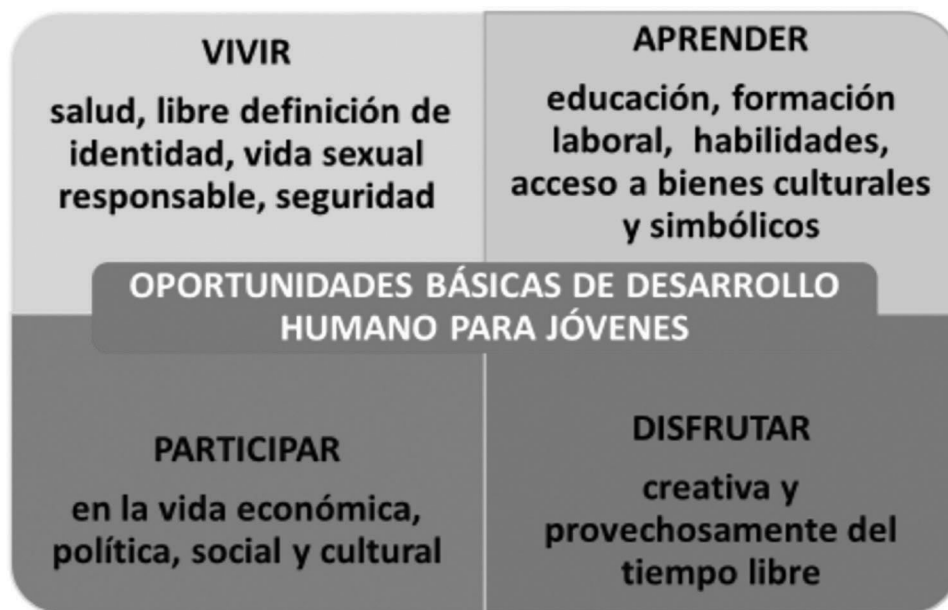 VIVIR
salud, libre definición de
identidad, vida sexual
responsable, seguridad
APRENDER
educación, formación
laboral, habilidades,
acceso a bienes culturales
y simbólicos
OPORTUNIDADES BÁSICAS DE DESARROLLO
HUMANO PARA JÓVENES
PARTICIPAR
en la vida económica,
política, social y cultural
DISFRUTAR
creativa y
provechosamente del
tiempo libre